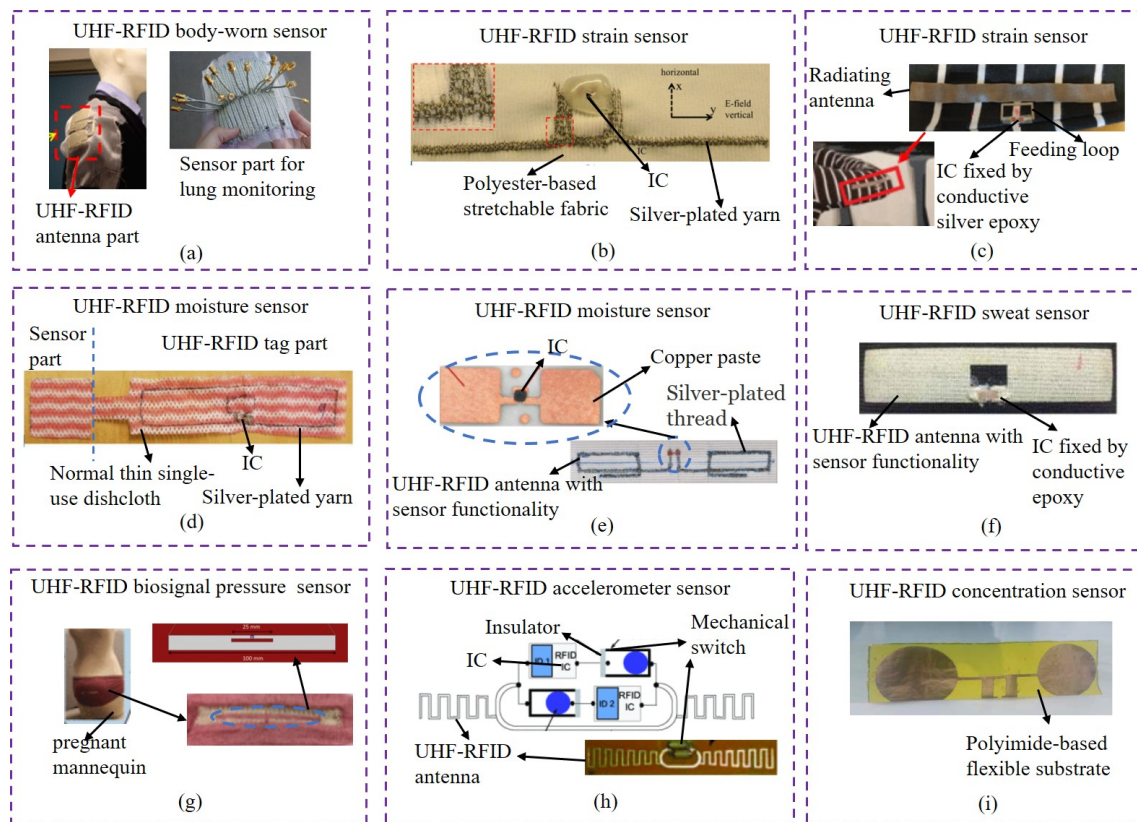 UHF-RFID body-worn sensor
Sensor part for
lung monitoring
UHF-RFID
antenna part
(a)
UHF-RFID strain sensor
horizontal
x
y
E-field
vertical
IC
Polyester-based
stretchable fabric
IC
Silver-plated yarn
(b)
UHF-RFID strain sensor
Radiating
antenna
Feeding loop
IC fixed by
conductive
silver epoxy
(c)
UHF-RFID moisture sensor
Sensor
part
UHF-RFID tag part
IC
Normal thin single-
use dishcloth
Silver-plated yarn
(d)
UHF-RFID moisture sensor
IC
Copper paste
Silver-plated
thread
UHF-RFID antenna with
sensor functionality
(e)
UHF-RFID sweat sensor
UHF-RFID antenna with
sensor functionality
IC fixed by
conductive
epoxy
(f)
UHF-RFID biosignal pressure sensor
25 mm
100 mm
pregnant
mannequin
(g)
UHF-RFID accelerometer sensor
Insulator
Mechanical
switch
IC
ID 1
RFID
IC
ID 2
RFID
IC
UHF-RFID
antenna
(h)
UHF-RFID concentration sensor
Polyimide-based
flexible substrate
(i)